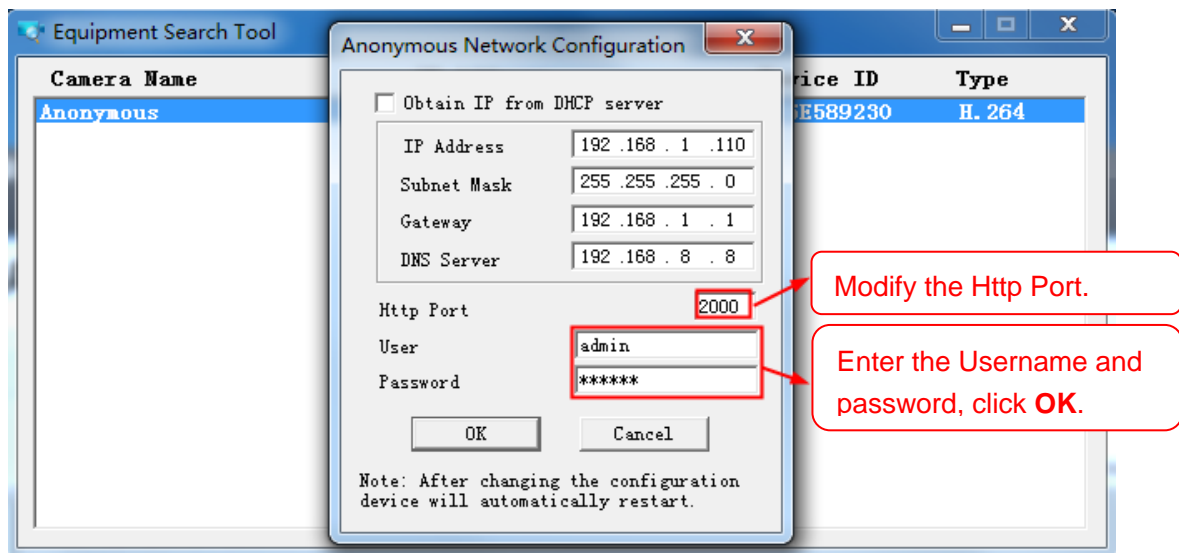 Equipment Search Tool
Anonymous Network Configuration
Camera Name
vice ID
Type
Anonymous
E589230
H.264
Obtain IP from DHCP server
IP Address 192 .168 . 1 .110
Subnet Mask 255 .255 .255 . 0
Gateway 192 .168 . 1 . 1
DNS Server 192 .168 . 8 . 8
Http Port 2000
Modify the Http Port.
User admin
Password ******
Enter the Username and
password, click OK.
OK Cancel
Note: After changing the configuration
device will automatically restart.